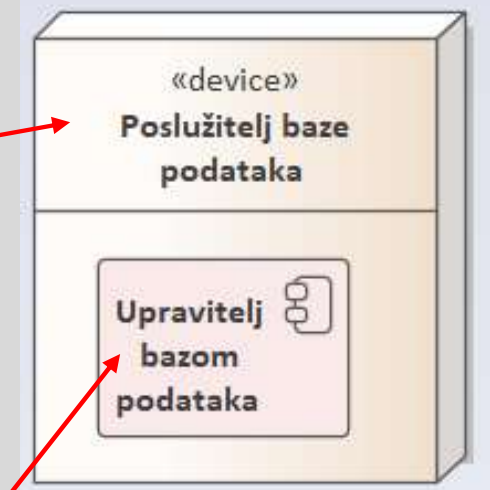 «device»
Poslužitelj baze
podataka
Upravitelj
bazom
podataka